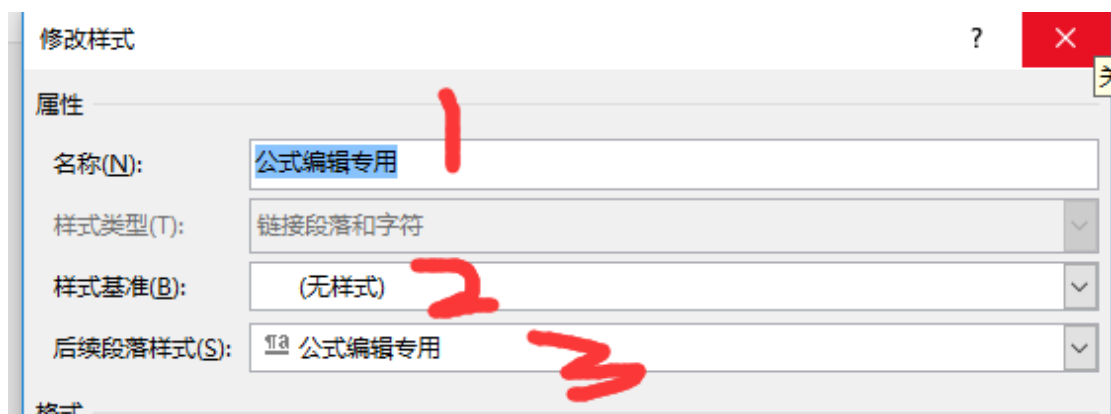 修改样式 ? ×
属性
1
名称(N): 公式编辑专用
样式类型(T): 链接段落和字符
样式基准(B): (无样式) 2
后续段落样式(S): ¶a 公式编辑专用 3
格式